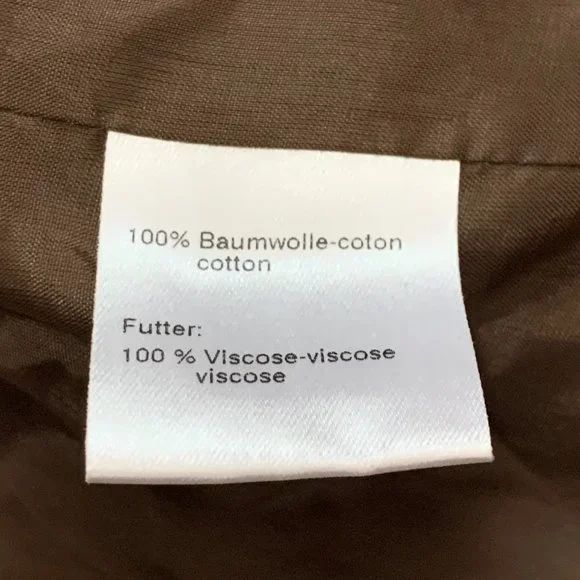 100% Baumwolle-coton
cotton
Futter:
100 % Viscose-viscose
viscose